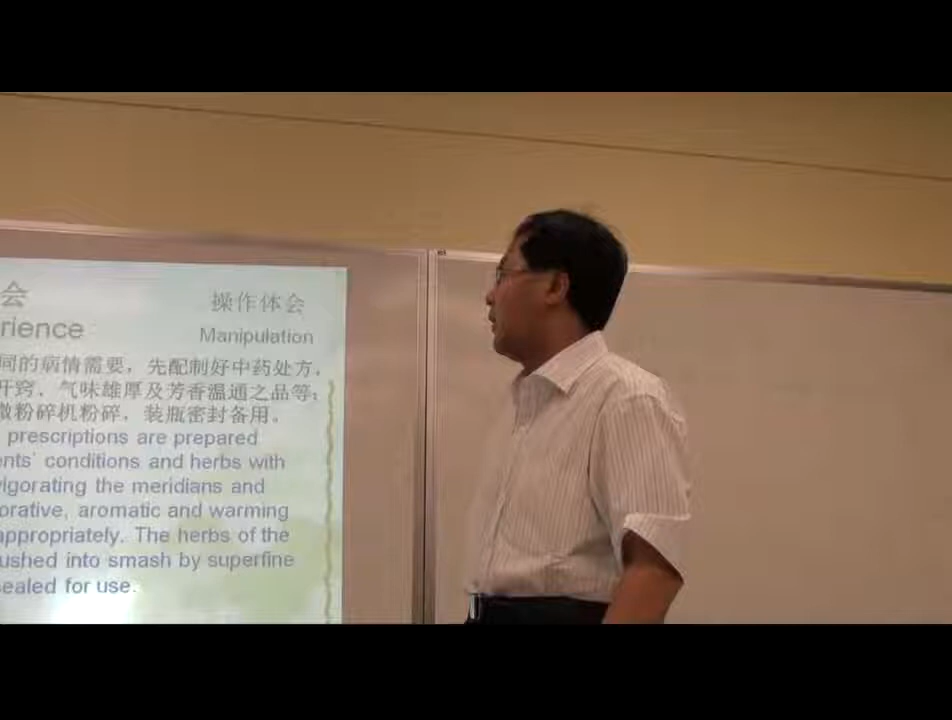 会 操作体会
rience Manipulation
同的病情需要，先配制好中药处方，
开窍、气味雄厚及芳香温通之品等；
微粉碎机粉碎，装瓶密封备用。
prescriptions are prepared
ents' conditions and herbs with
vigorating the meridians and
orative, aromatic and warming
appropriately. The herbs of the
ushed into smash by superfine
sealed for use.